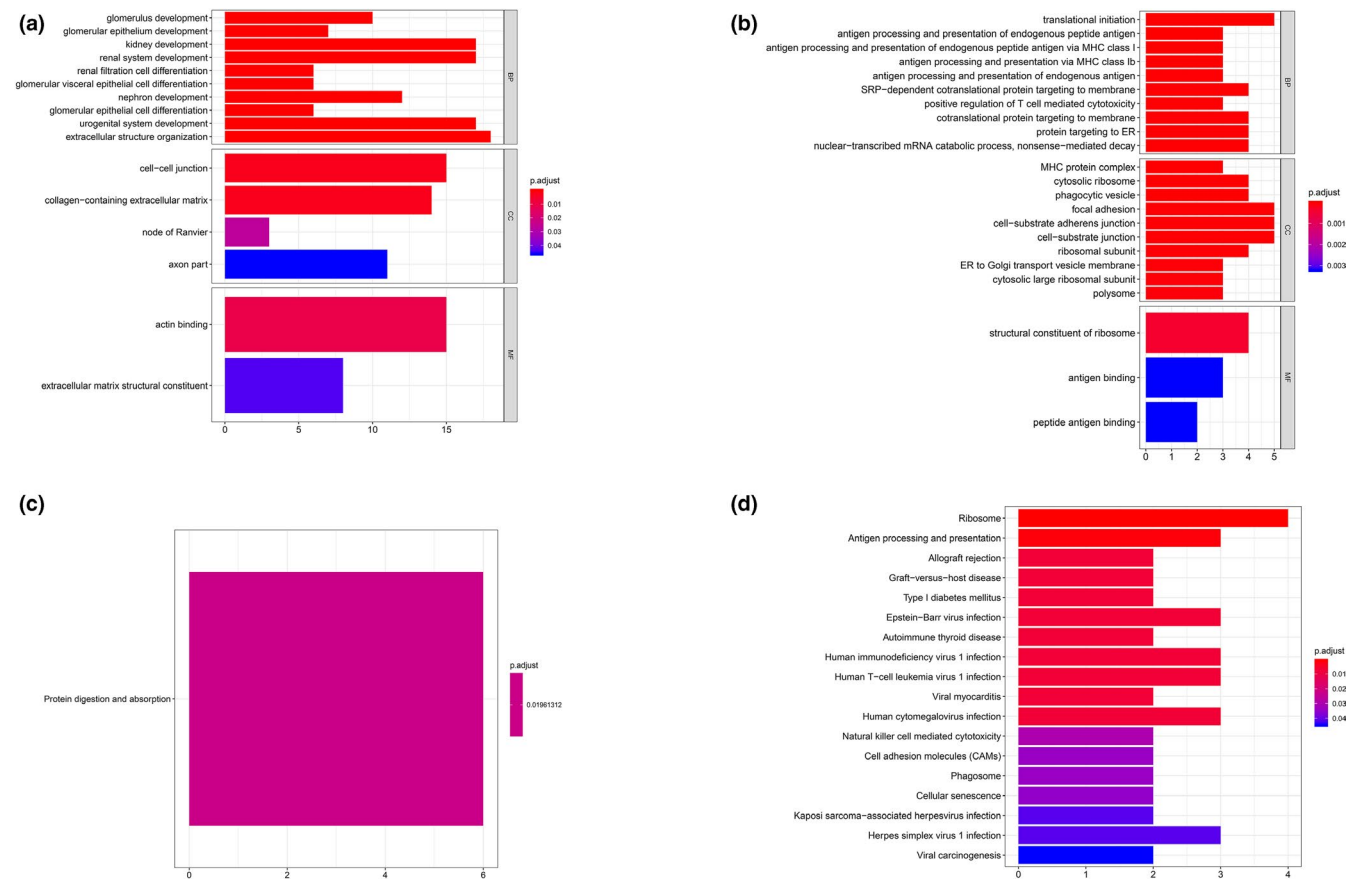 (a)
glomerulus development
glomerular epithelium development
kidney development
renal system development
renal filtration cell differentiation
glomerular visceral epithelial cell differentiation
nephron development
glomerular epithelial cell differentiation
urogenital system development
extracellular structure organization
BP
cell−cell junction
collagen−containing extracellular matrix
node of Ranvier
axon part
CC
actin binding
extracellular matrix structural constituent
MF
0 5 10 15
p.adjust
0.01
0.02
0.03
0.04
(b)
translational initiation
antigen processing and presentation of endogenous peptide antigen
antigen processing and presentation of endogenous peptide antigen via MHC class I
antigen processing and presentation via MHC class Ib
antigen processing and presentation of endogenous antigen
SRP−dependent cotranslational protein targeting to membrane
positive regulation of T cell mediated cytotoxicity
cotranslational protein targeting to membrane
protein targeting to ER
nuclear−transcribed mRNA catabolic process, nonsense−mediated decay
BP
MHC protein complex
cytosolic ribosome
phagocytic vesicle
focal adhesion
cell−substrate adherens junction
cell−substrate junction
ribosomal subunit
ER to Golgi transport vesicle membrane
cytosolic large ribosomal subunit
polysome
CC
structural constituent of ribosome
antigen binding
peptide antigen binding
MF
0 1 2 3 4 5
p.adjust
0.001
0.002
0.003
(c)
Protein digestion and absorption
0 2 4 6
p.adjust
0.01961312
(d)
Ribosome
Antigen processing and presentation
Allograft rejection
Graft−versus−host disease
Type I diabetes mellitus
Epstein−Barr virus infection
Autoimmune thyroid disease
Human immunodeficiency virus 1 infection
Human T−cell leukemia virus 1 infection
Viral myocarditis
Human cytomegalovirus infection
Natural killer cell mediated cytotoxicity
Cell adhesion molecules (CAMs)
Phagosome
Cellular senescence
Kaposi sarcoma−associated herpesvirus infection
Herpes simplex virus 1 infection
Viral carcinogenesis
0 1 2 3 4
p.adjust
0.01
0.02
0.03
0.04